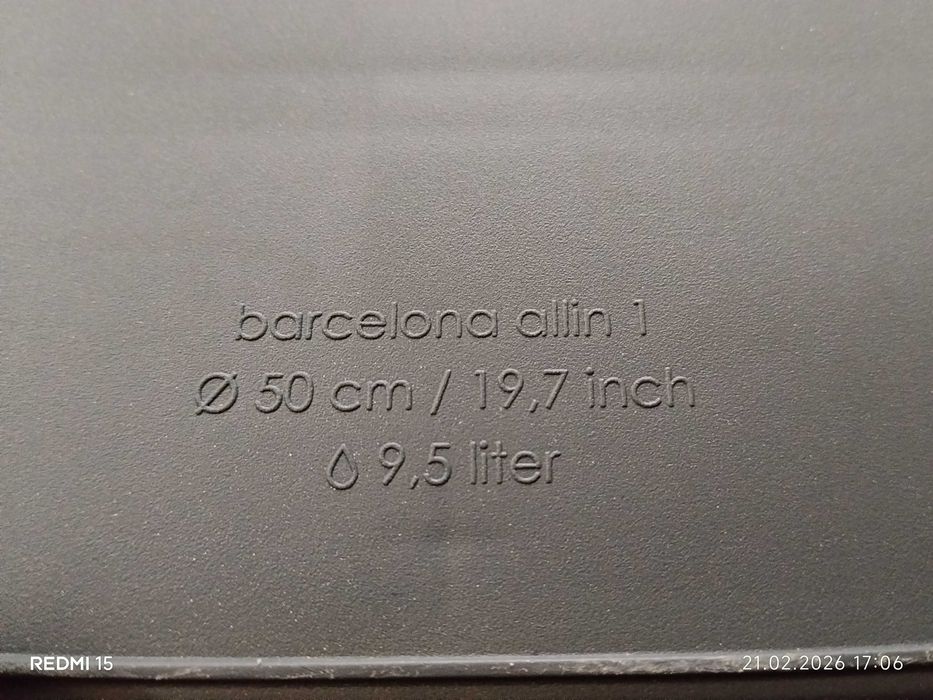 barcelona allin 1
Ø 50 cm / 19,7 inch
9,5 liter
REDMI 15
21.02.2026 17:06